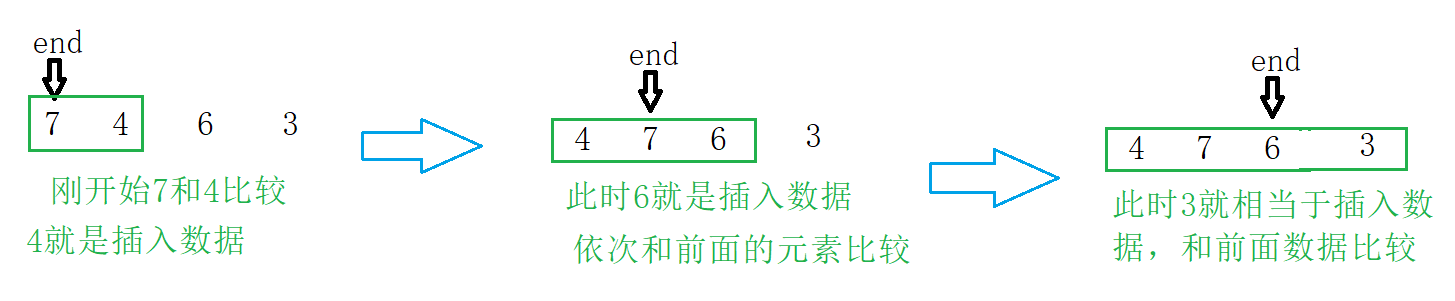 end
7 4 6 3
刚开始7和4比较
4就是插入数据
end
4 7 6 3
此时6就是插入数据
依次和前面的元素比较
end
4 7 6 3
此时3就相当于插入数
据，和前面数据比较